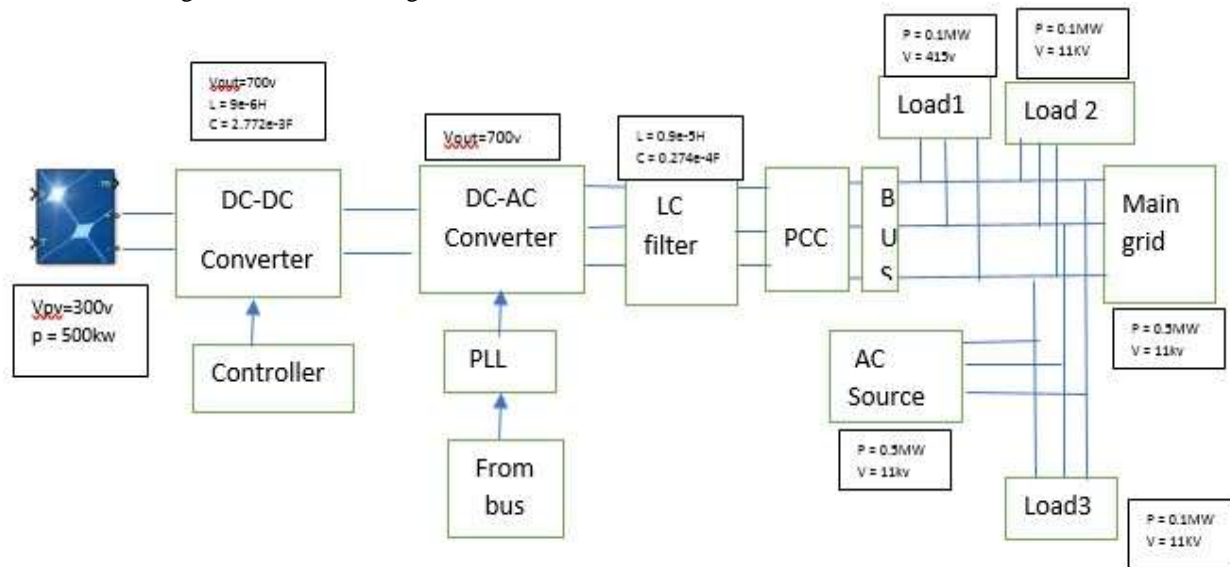 P = 0.1MW
V = 415v
P = 0.1MW
V = 11KV
Vout=700v
L = 9e-6H
C = 2.772e-3F
Vout=700v
L = 0.9e-5H
C = 0.274e-4F
Load1
Load 2
DC-DC
Converter
DC-AC
Converter
LC
filter
PCC
B
U
S
Main
grid
Vpv=300v
p = 500kw
Controller
PLL
From
bus
AC
Source
P = 0.5MW
V = 11kv
P = 0.5MW
V = 11kv
Load3
P = 0.1MW
V = 11KV